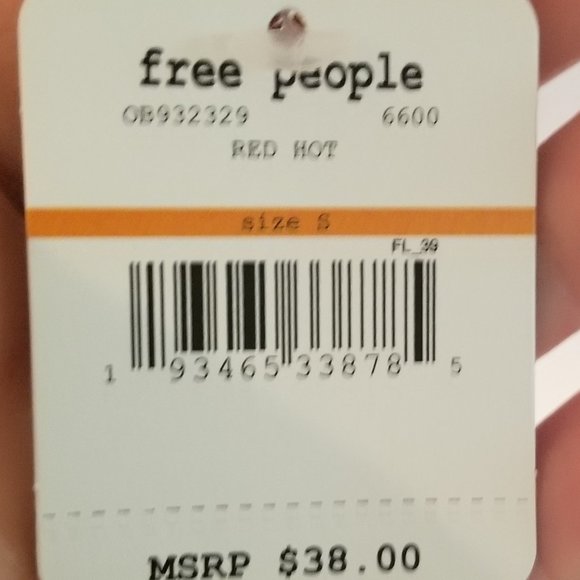 free people
OB932329 6600
RED HOT
size S
FL_39
1 93465 33878 5
MSRP $38.00